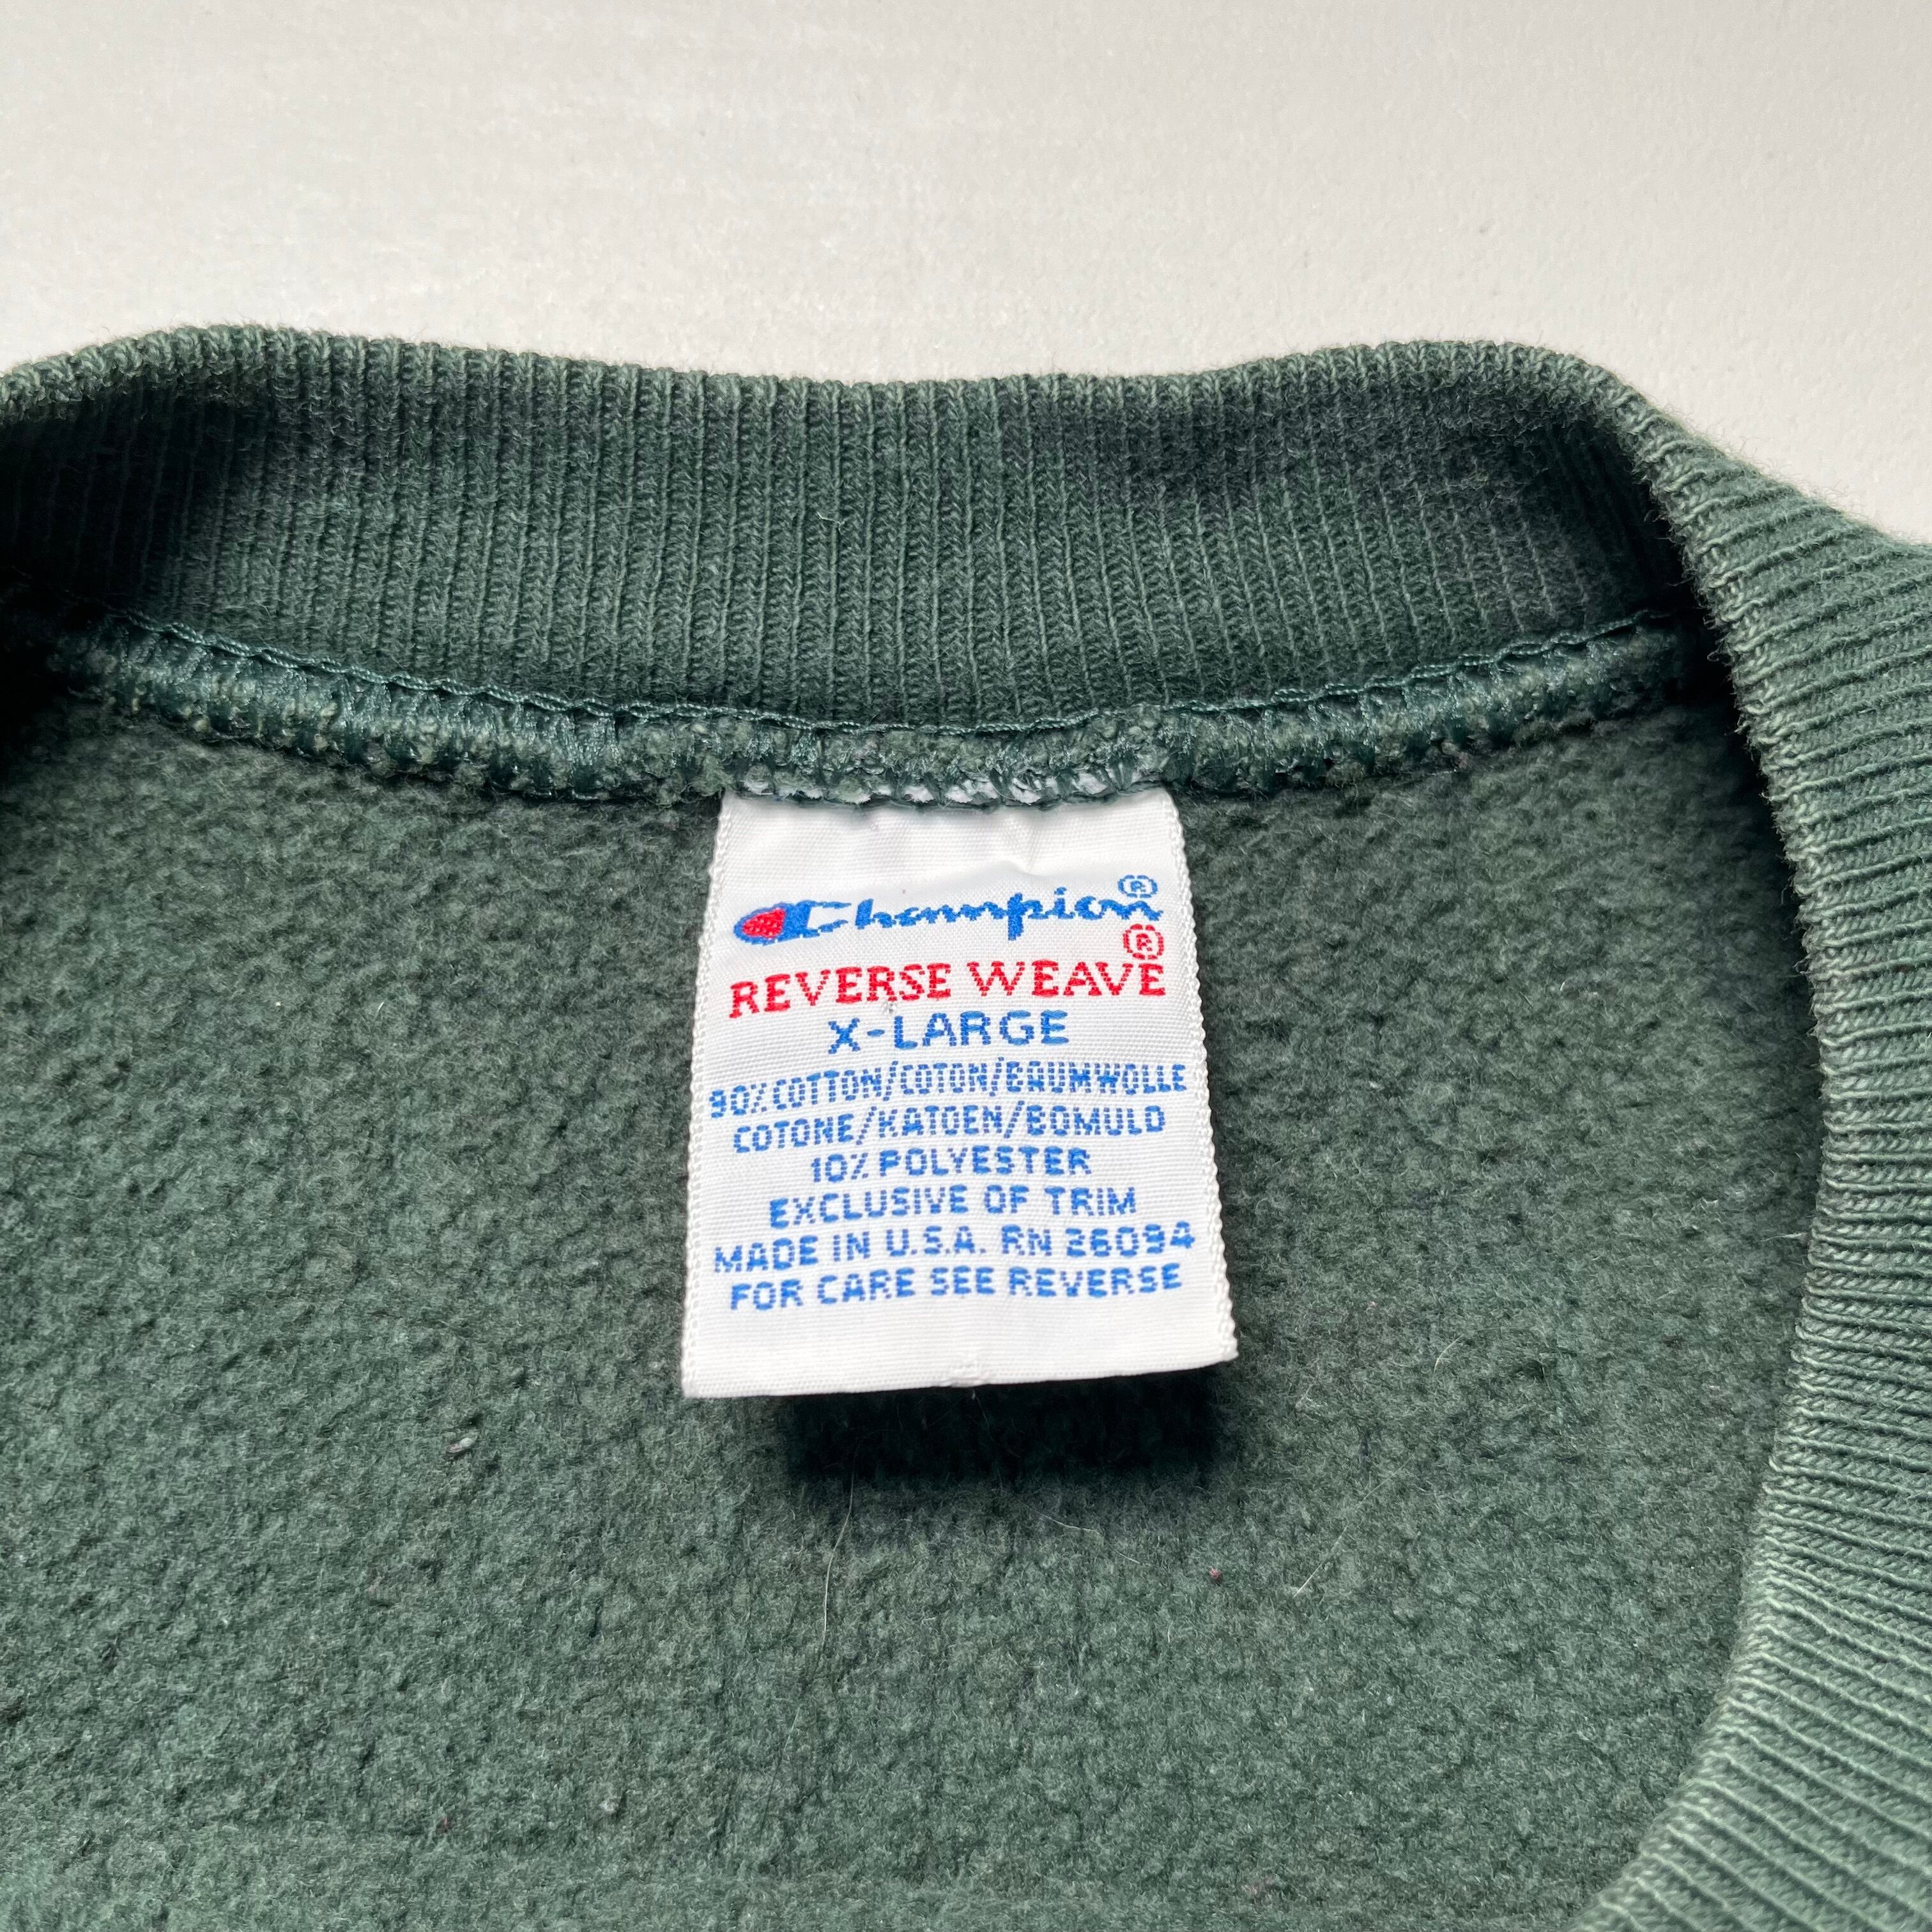 Champion®
REVERSE WEAVE®
X-LARGE
90% COTTON/COTON/BAUMWOLLE
COTONE/KATOEN/BOMULD
10% POLYESTER
EXCLUSIVE OF TRIM
MADE IN U.S.A. RN 26094
FOR CARE SEE REVERSE